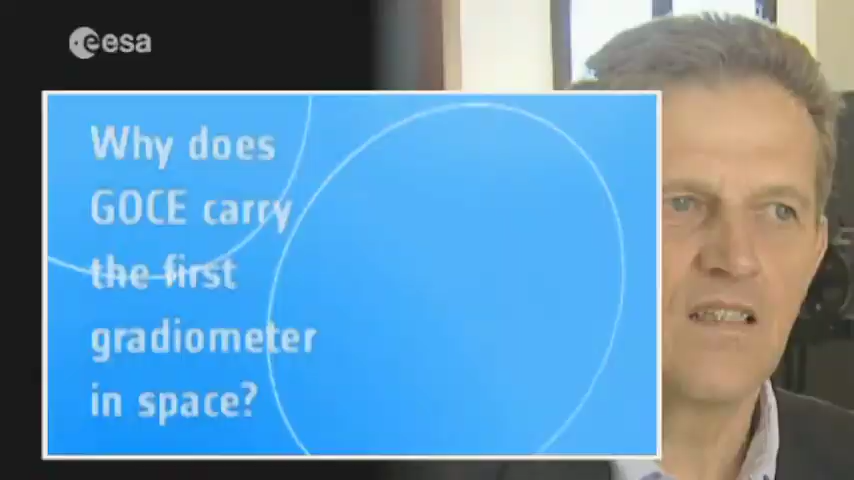 esa
Why does
GOCE carry
the first
gradiometer
in space?